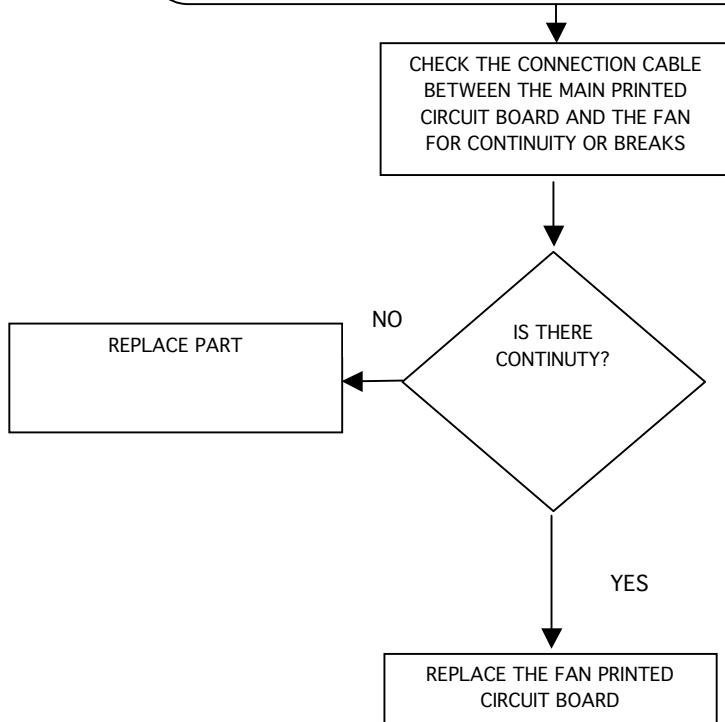 CHECK THE CONNECTION CABLE
BETWEEN THE MAIN PRINTED
CIRCUIT BOARD AND THE FAN
FOR CONTINUITY OR BREAKS
NO
IS THERE
CONTINUTY?
REPLACE PART
YES
REPLACE THE FAN PRINTED
CIRCUIT BOARD